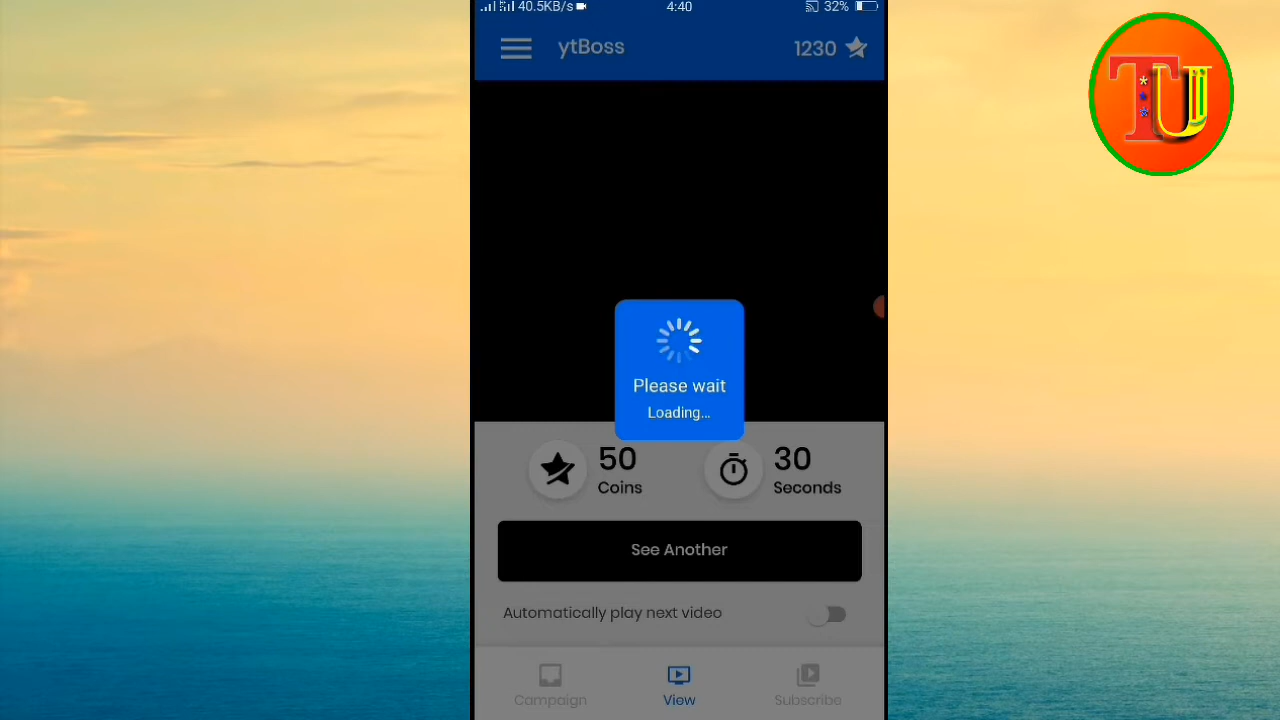 40.5KB/s 4:40 32%
ytBoss 1230
TU
Please wait
Loading...
50 Coins
30 Seconds
See Another
Automatically play next video
Campaign View Subscribe